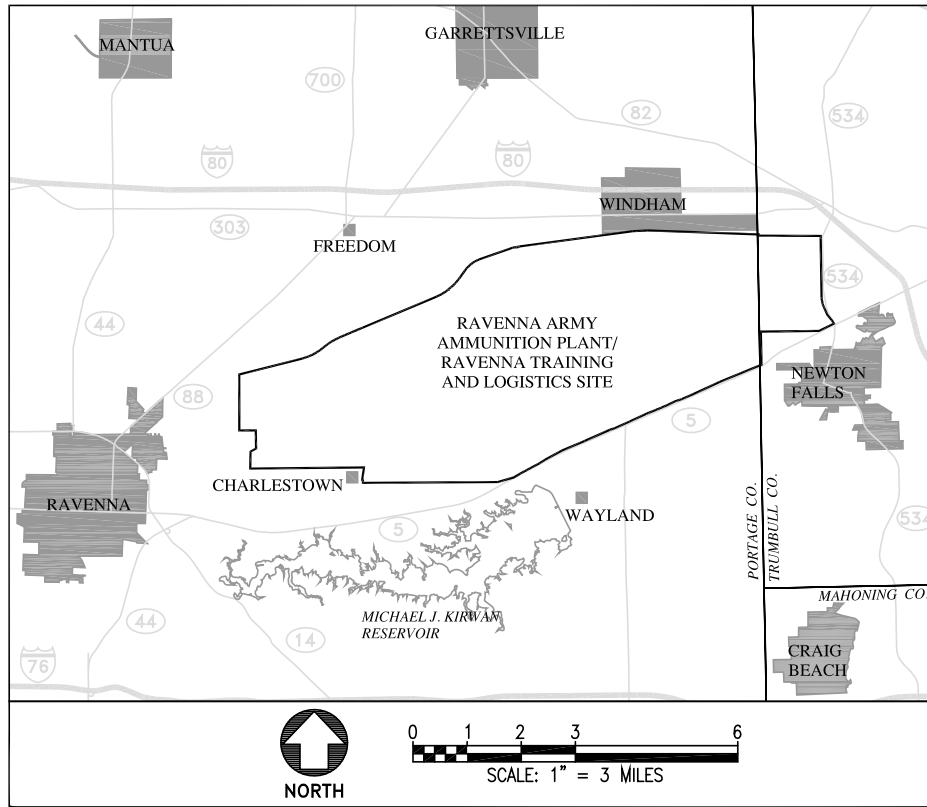 GARRETTSVILLE
MANTUA
700
82
534
80
80
WINDHAM
303
FREEDOM
534
44
RAVENNA ARMY
AMMUNITION PLANT/
RAVENNA TRAINING
AND LOGISTICS SITE
NEWTON
FALLS
88
5
CHARLESTOWN
RAVENNA
WAYLAND
PORTAGE CO.
TRUMBULL CO.
534
5
MAHONING CO.
MICHAEL J. KIRWAN
RESERVOIR
44
14
76
CRAIG
BEACH
NORTH
0 1 2 3 6
SCALE: 1" = 3 MILES